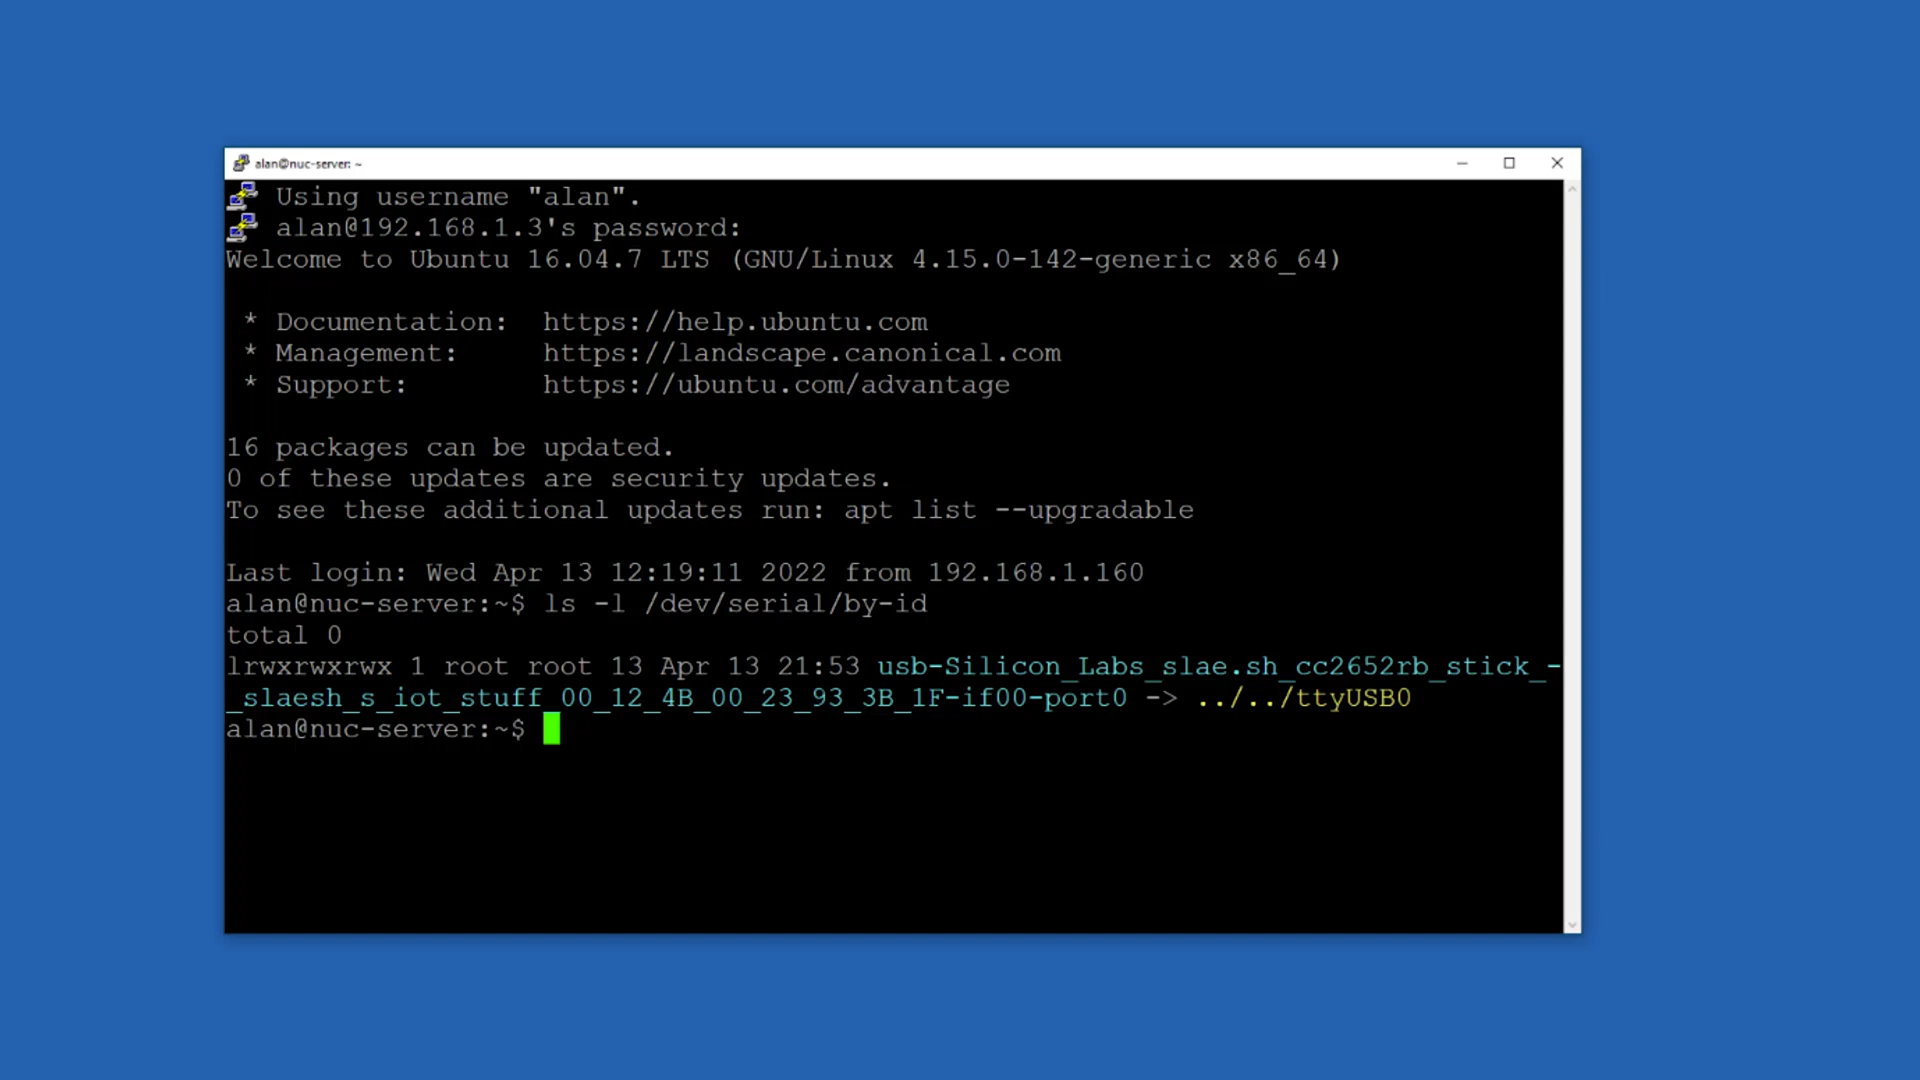 alan@nuc-server: ~
Using username "alan".
alan@192.168.1.3's password:
Welcome to Ubuntu 16.04.7 LTS (GNU/Linux 4.15.0-142-generic x86_64)
* Documentation:  https://help.ubuntu.com
* Management:     https://landscape.canonical.com
* Support:        https://ubuntu.com/advantage
16 packages can be updated.
0 of these updates are security updates.
To see these additional updates run: apt list --upgradable
Last login: Wed Apr 13 12:19:11 2022 from 192.168.1.160
alan@nuc-server:~$ ls -l /dev/serial/by-id
total 0
lrwxrwxrwx 1 root root 13 Apr 13 21:53 usb-Silicon_Labs_slae.sh_cc2652rb_stick_-
_slaesh_s_iot_stuff_00_12_4B_00_23_93_3B_1F-if00-port0 -> ../../ttyUSB0
alan@nuc-server:~$